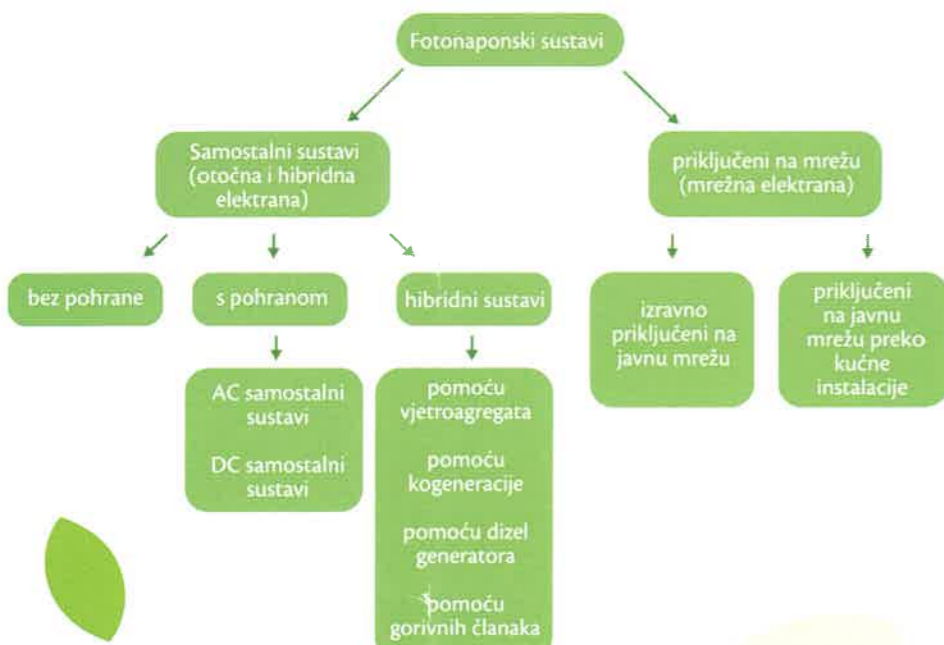 Fotonaponski sustavi
Samostalni sustavi
(otočna i hibridna
elektrana)
priključeni na mrežu
(mrežna elektrana)
bez pohrane
s pohranom
hibridni sustavi
izravno
priključeni na
javnu mrežu
priključeni
na javnu
mrežu preko
kućne
instalacije
AC samostalni
sustavi
DC samostalni
sustavi
pomoću
vjetroagregata
pomoću
kogeneracije
pomoću dizel
generatora
pomoću
gorivnih članaka